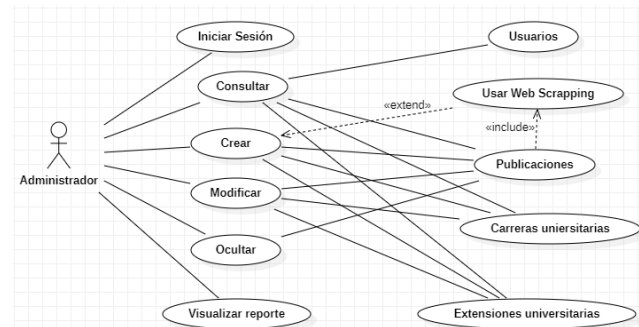 Iniciar Sesión
Usuarios
Consultar
Usar Web Scrapping
«extend»
Crear
«include»
Publicaciones
Administrador
Modificar
Carreras uniersitarias
Ocultar
Visualizar reporte
Extensiones universitarias